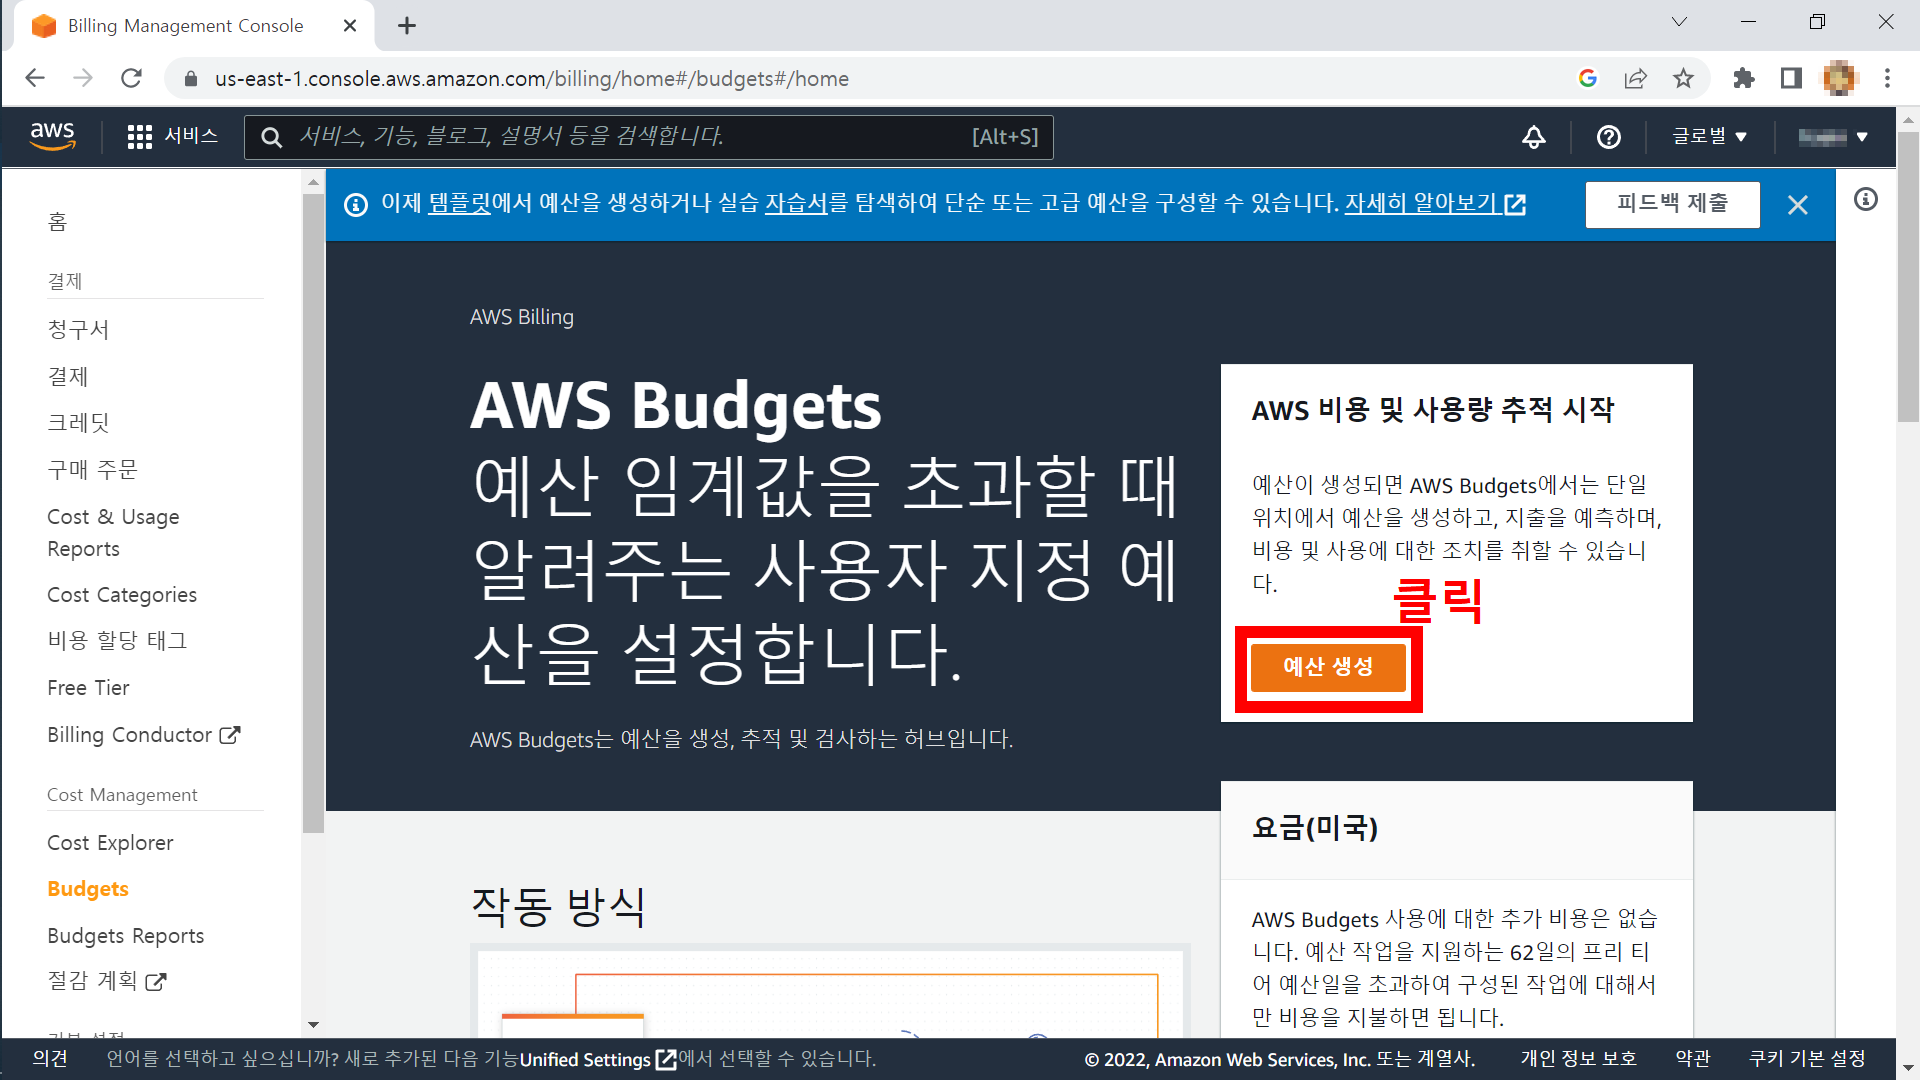 Billing Management Console
us-east-1.console.aws.amazon.com/billing/home#/budgets#/home
aws
서비스
서비스, 기능, 블로그, 설명서 등을 검색합니다.
[Alt+S]
글로벌
이제 템플릿에서 예산을 생성하거나 실습 자습서를 탐색하여 단순 또는 고급 예산을 구성할 수 있습니다. 자세히 알아보기
피드백 제출
홈
결제
청구서
결제
크레딧
구매 주문
Cost & Usage
Reports
Cost Categories
비용 할당 태그
Free Tier
Billing Conductor
Cost Management
Cost Explorer
Budgets
Budgets Reports
절감 계획
AWS Billing
AWS Budgets
예산 임계값을 초과할 때
알려주는 사용자 지정 예
산을 설정합니다.
AWS Budgets는 예산을 생성, 추적 및 검사하는 허브입니다.
AWS 비용 및 사용량 추적 시작
예산이 생성되면 AWS Budgets에서는 단일
위치에서 예산을 생성하고, 지출을 예측하며,
비용 및 사용에 대한 조치를 취할 수 있습니
다.
클릭
예산 생성
요금(미국)
AWS Budgets 사용에 대한 추가 비용은 없습
니다. 예산 작업을 지원하는 62일의 프리 티
어 예산일을 초과하여 구성된 작업에 대해서
만 비용을 지불하면 됩니다.
작동 방식
의견
언어를 선택하고 싶으십니까? 새로 추가된 다음 기능Unified Settings에서 선택할 수 있습니다.
© 2022, Amazon Web Services, Inc. 또는 계열사.
개인 정보 보호
약관
쿠키 기본 설정